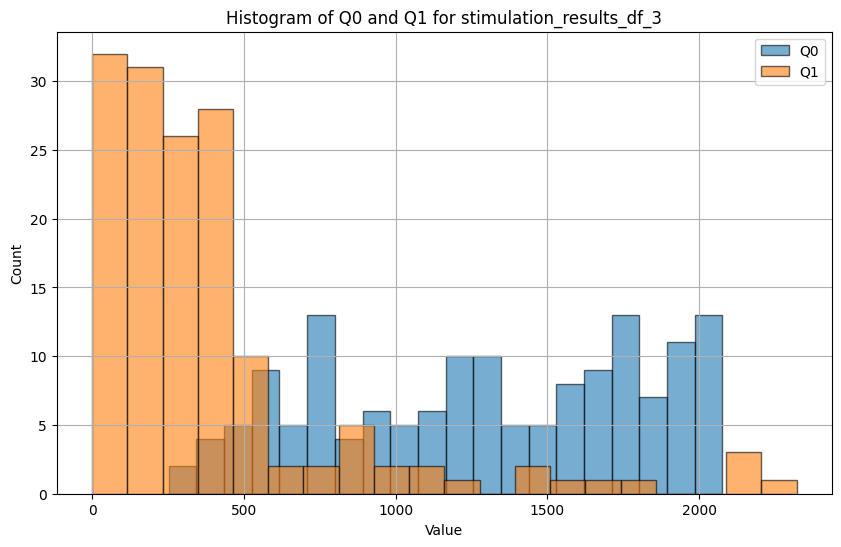 Histogram of Q0 and Q1 for stimulation_results_df_3
Q0
Q1
30
25
20
15
10
5
0
Count
0 500 1000 1500 2000
Value